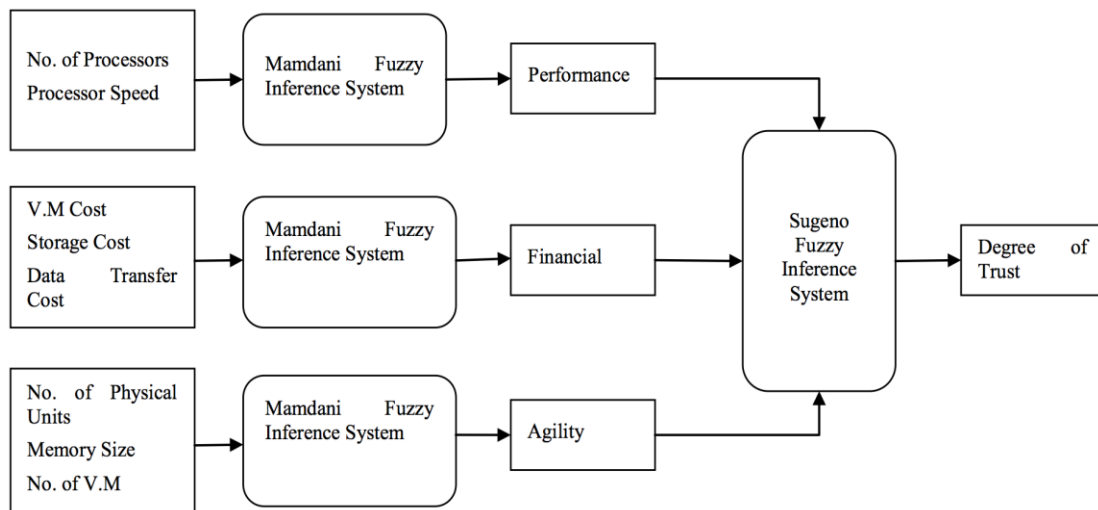 No. of Processors
Processor Speed
Mamdani Fuzzy
Inference System
Performance
V.M Cost
Storage Cost
Data Transfer
Cost
Mamdani Fuzzy
Inference System
Financial
Sugeno
Fuzzy
Inference
System
Degree of
Trust
No. of Physical
Units
Memory Size
No. of V.M
Mamdani Fuzzy
Inference System
Agility